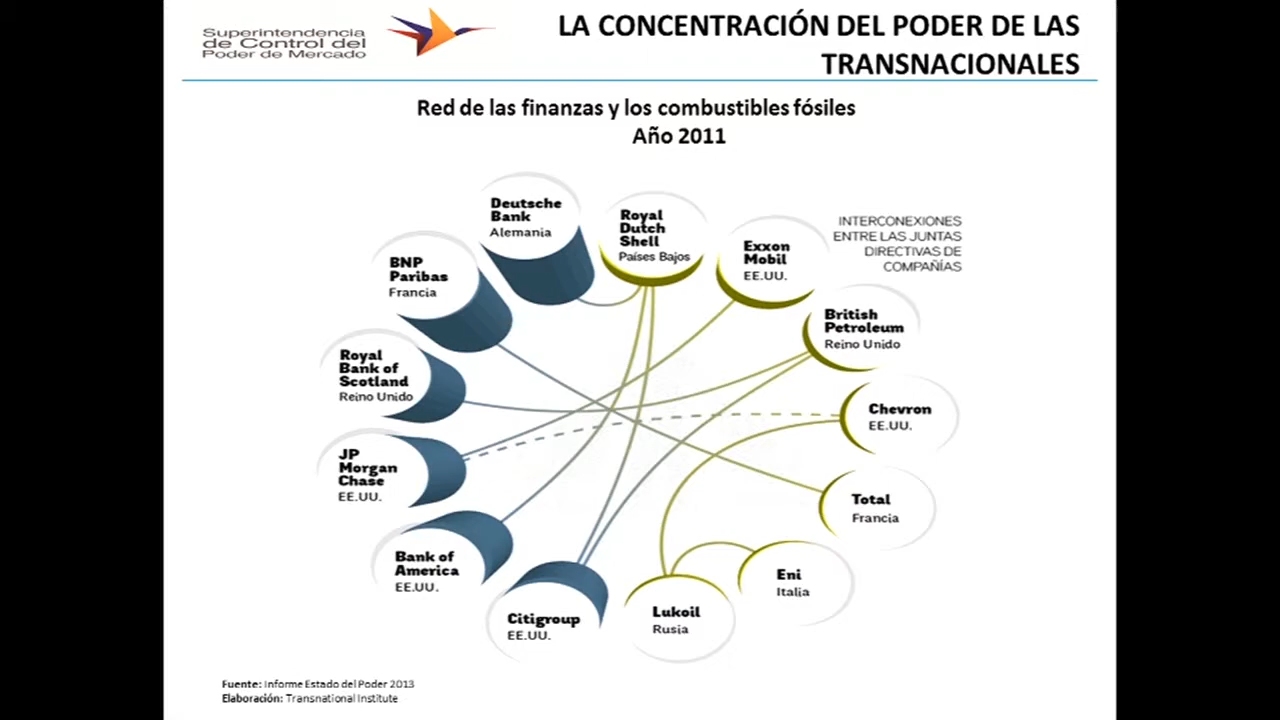 Superintendencia
de Control del
Poder de Mercado
LA CONCENTRACIÓN DEL PODER DE LAS
TRANSNACIONALES
Red de las finanzas y los combustibles fósiles
Año 2011
Deutsche
Bank
Alemania
Royal
Dutch
Shell
Países Bajos
Exxon
Mobil
EE.UU.
INTERCONEXIONES
ENTRE LAS JUNTAS
DIRECTIVAS DE
COMPAÑÍAS
BNP
Paribas
Francia
British
Petroleum
Reino Unido
Royal
Bank of
Scotland
Reino Unido
Chevron
EE.UU.
JP
Morgan
Chase
EE.UU.
Total
Francia
Bank of
America
EE.UU.
Eni
Italia
Citigroup
EE.UU.
Lukoil
Rusia
Fuente: Informe Estado del Poder 2013
Elaboración: Transnational Institute